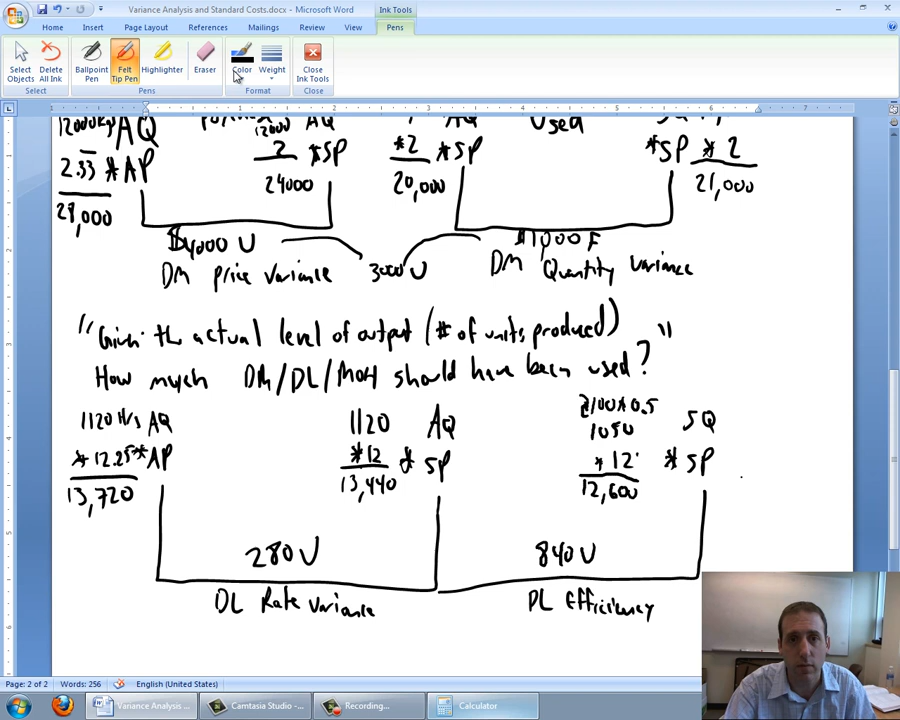 Variance Analysis and Standard Costs.docx - Microsoft Word
Ink Tools
Home Insert Page Layout References Mailings Review View Pens
Select Objects
Delete All Ink
Ballpoint Pen
Felt Tip Pen
Highlighter
Eraser
Color
Weight
Close Ink Tools
Select Pens Format Close
12000kg AQ 12000 AQ AQ used
2.33 * AP 2 * SP * 2 * SP * SP * 2
28,000 24000 20,000 21,000
$4000 U 3000 U $1,000 F
DM price variance DM Quantity variance
"Given the actual level of output (# of units produced)
How much DM/DL/MOH should have been used?"
1120 Hrs AQ 1120 AQ 2100*0.5
1050 SQ
* 12.25 * AP * 12 * SP * 12 * SP
13,720 13,440 12,600
280 U 840 U
DL Rate variance DL Efficiency
Page: 2 of 2 Words: 256 English (United States)
Variance Analysis ... Camtasia Studio -... Recording... Calculator